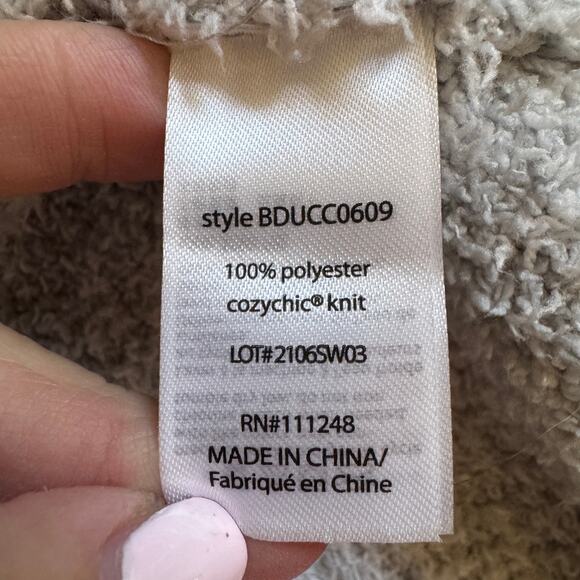 style BDUCC0609
100% polyester
cozychic® knit
LOT#2106SW03
RN#111248
MADE IN CHINA/
Fabriqué en Chine